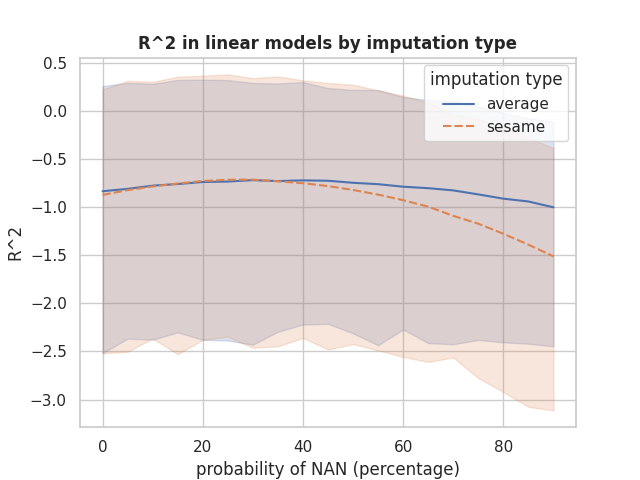 R^2 in linear models by imputation type
imputation type
average
sesame
R^2
0.5
0.0
−0.5
−1.0
−1.5
−2.0
−2.5
−3.0
0 20 40 60 80
probability of NAN (percentage)